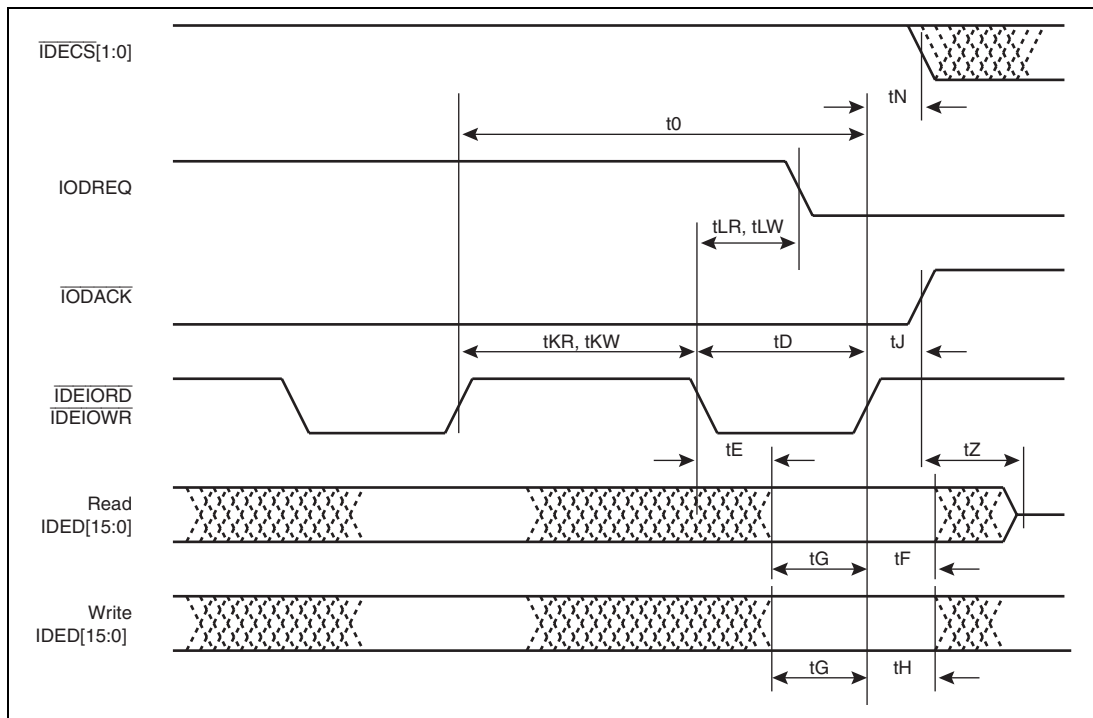 IDECS[1:0]
tN
t0
IODREQ
tLR, tLW
IODACK
tKR, tKW
tD
tJ
IDEIORD
IDEIOWR
tE
tZ
Read
IDED[15:0]
tG
tF
Write
IDED[15:0]
tG
tH